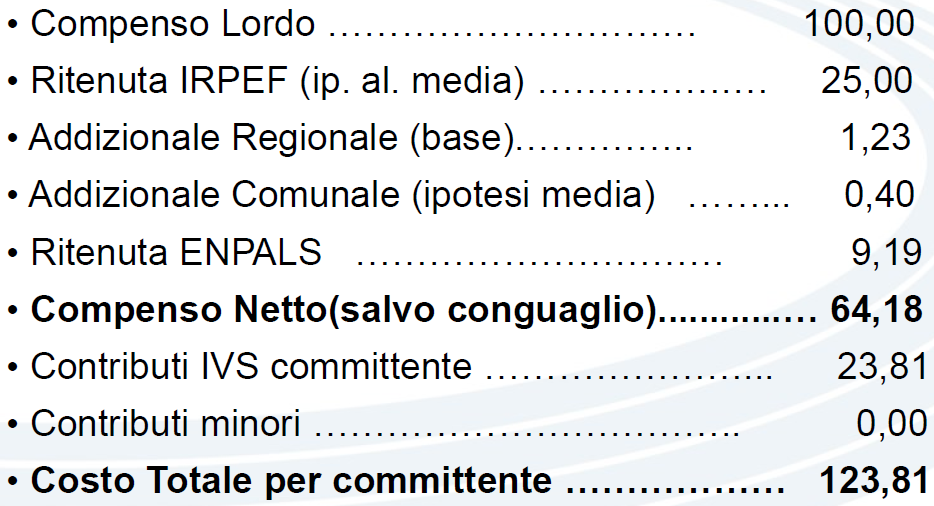 • Compenso Lordo ………………………… 100,00
• Ritenuta IRPEF (ip. al. media) ………………… 25,00
• Addizionale Regionale (base)…………….. 1,23
• Addizionale Comunale (ipotesi media) ……... 0,40
• Ritenuta ENPALS ………………………… 9,19
• Compenso Netto(salvo conguaglio)............… 64,18
• Contributi IVS committente ……………………... 23,81
• Contributi minori ……………………………. 0,00
• Costo Totale per committente ……………… 123,81